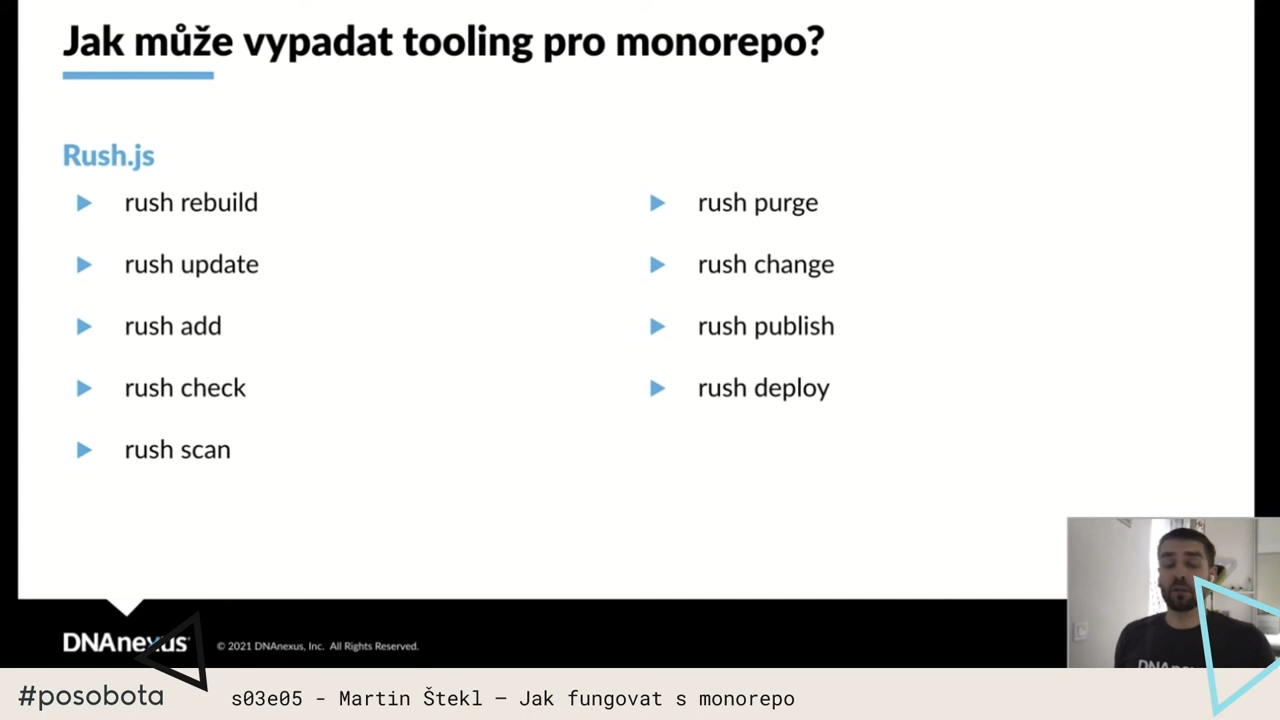 Jak může vypadat tooling pro monorepo?
Rush.js
rush rebuild
rush update
rush add
rush check
rush scan
rush purge
rush change
rush publish
rush deploy
DNAnexus
© 2021 DNAnexus, Inc. All Rights Reserved.
#posobota
s03e05 - Martin Štekl – Jak fungovat s monorepo